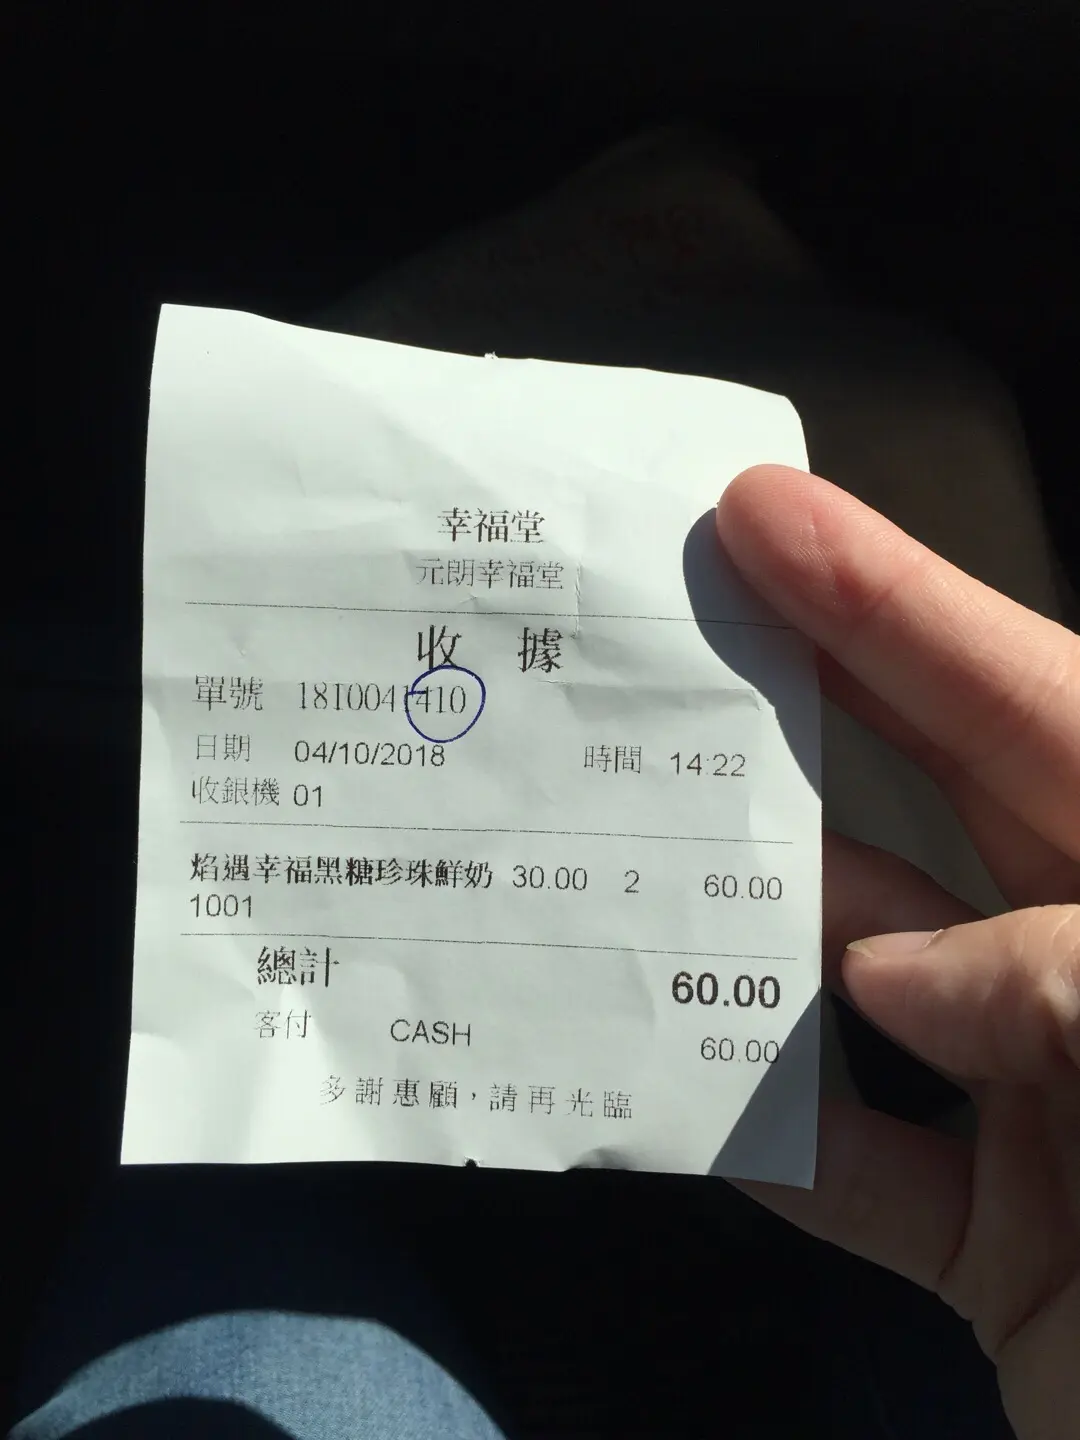 幸福堂
元朗幸福堂
收 據
單號 18I0041410
日期 04/10/2018 時間 14:22
收銀機 01
焰遇幸福黑糖珍珠鮮奶 30.00 2 60.00
1001
總計 60.00
客付 CASH 60.00
多謝惠顧，請再光臨